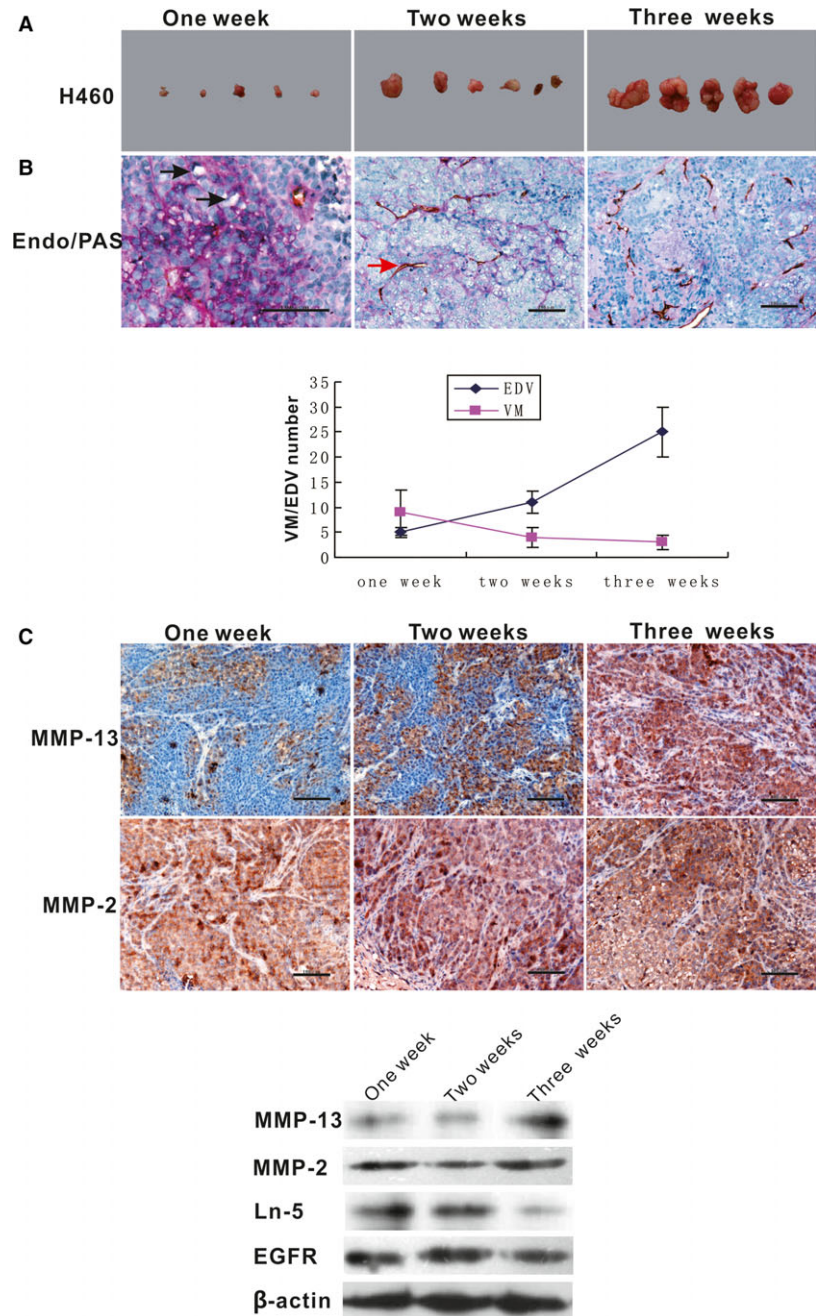 A
One week
Two weeks
Three weeks
H460
B
Endo/PAS
35
30
25
20
15
10
5
0
VM/EDV number
EDV
VM
one week
two weeks
three weeks
C
One week
Two weeks
Three weeks
MMP-13
MMP-2
One week
Two weeks
Three weeks
MMP-13
MMP-2
Ln-5
EGFR
β-actin